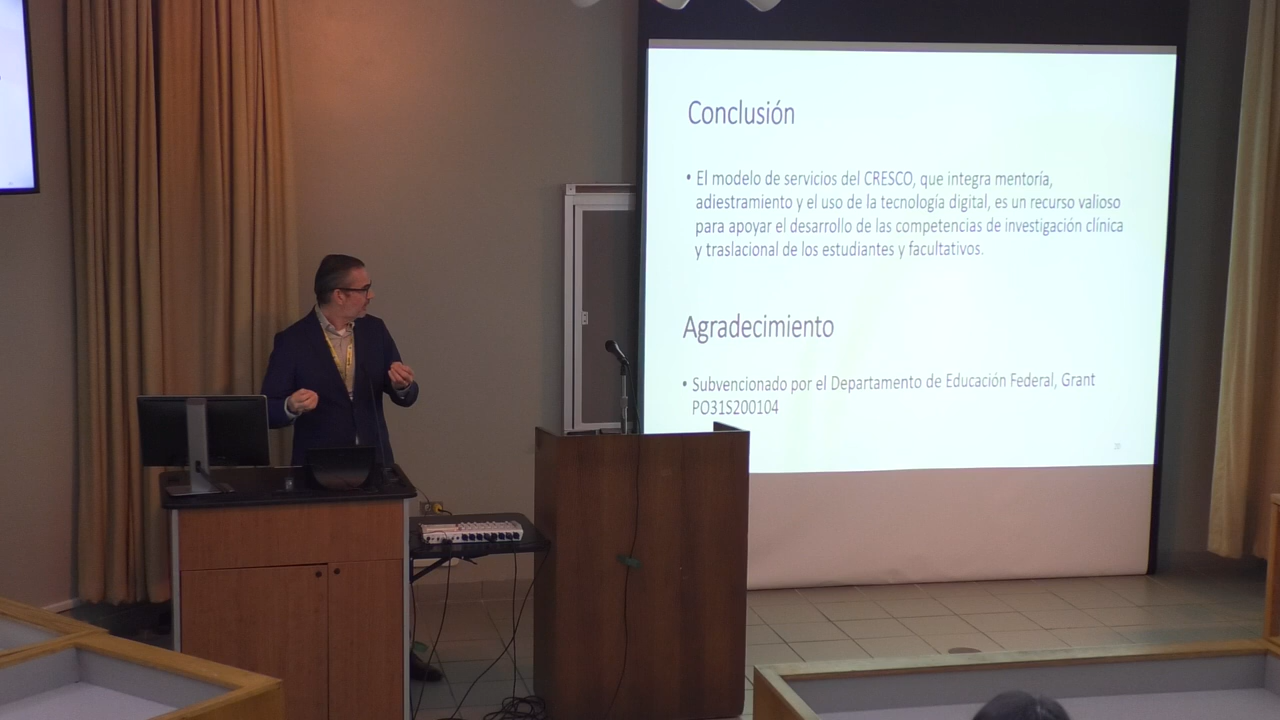 Conclusión
• El modelo de servicios del CRESCO, que integra mentoría,
adiestramiento y el uso de la tecnología digital, es un recurso valioso
para apoyar el desarrollo de las competencias de investigación clínica
y traslacional de los estudiantes y facultativos.
Agradecimiento
• Subvencionado por el Departamento de Educación Federal, Grant
PO31S200104